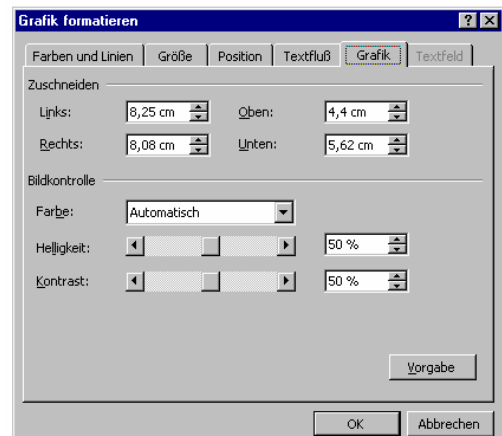 Grafik formatieren
Farben und Linien Größe Position Textfluß Grafik Textfeld
Zuschneiden
Links: 8,25 cm Oben: 4,4 cm
Rechts: 8,08 cm Unten: 5,62 cm
Bildkontrolle
Farbe: Automatisch
Helligkeit: 50 %
Kontrast: 50 %
Vorgabe
OK Abbrechen